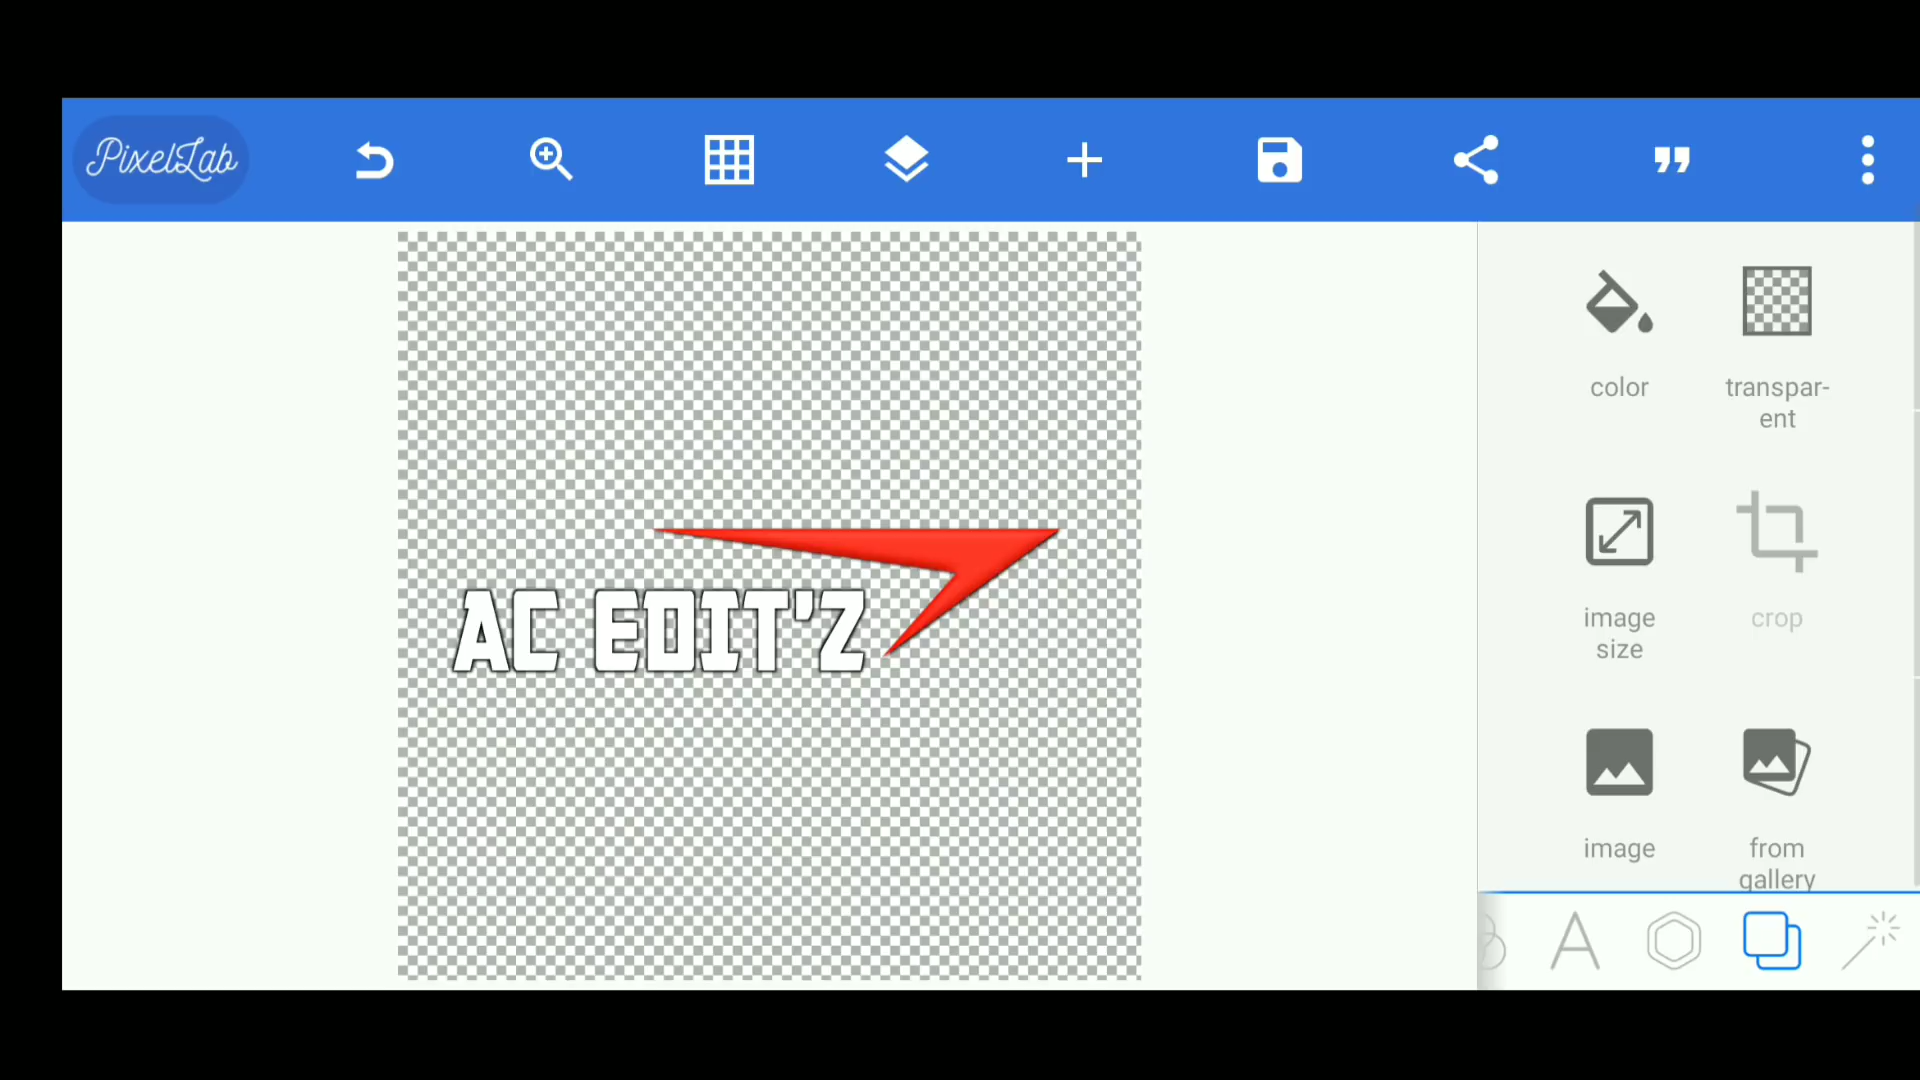 PixelLab
color
transpar-
ent
image
size
crop
image
from
gallery
AC EDIT'Z